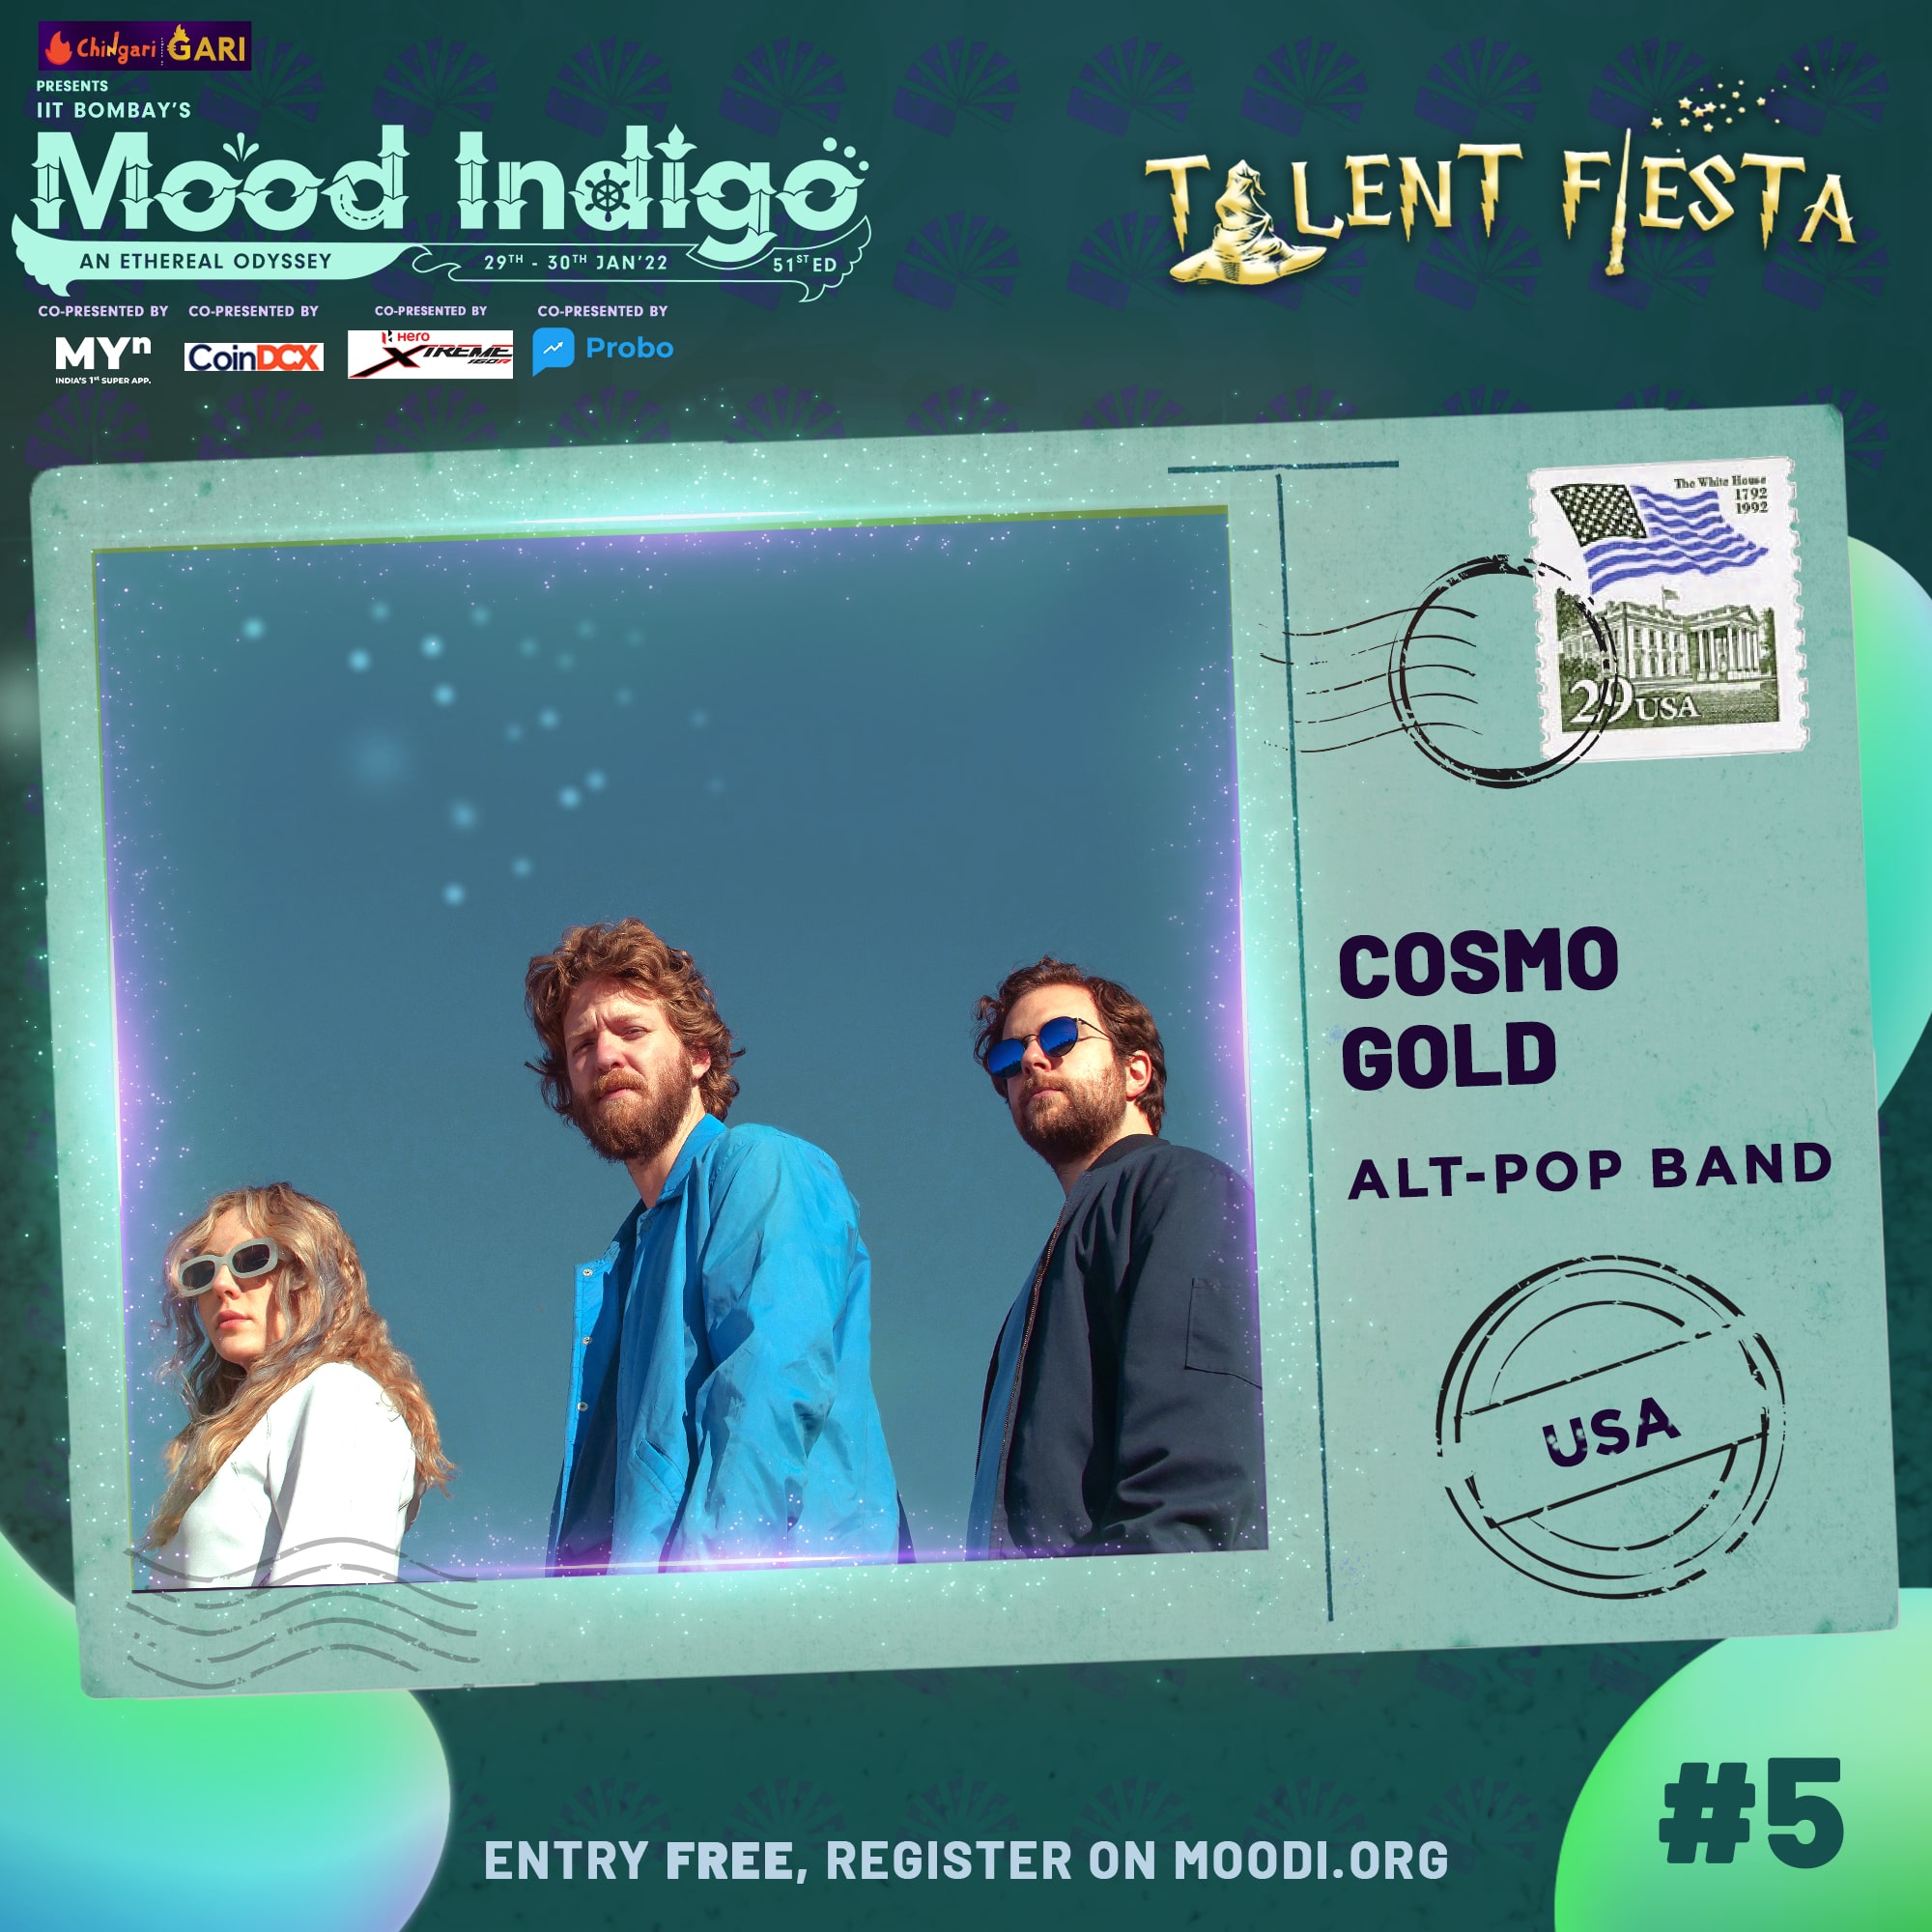 Chingari GARI
PRESENTS
IIT BOMBAY'S
Mood Indigo
AN ETHEREAL ODYSSEY
29TH - 30TH JAN'22
51ST ED
CO-PRESENTED BY CO-PRESENTED BY CO-PRESENTED BY CO-PRESENTED BY
MYn
INDIA'S 1st SUPER APP.
CoinDCX
Hero
XTREME
160R
Probo
TALENT FIESTA
The White House
1792
1992
29 USA
COSMO
GOLD
ALT-POP BAND
USA
#5
ENTRY FREE, REGISTER ON MOODI.ORG